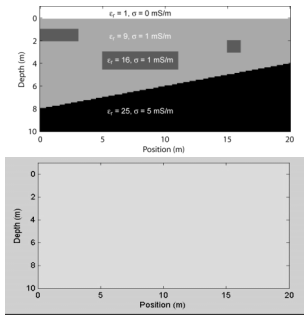 εr = 1, σ = 0 mS/m
0
εr = 9, σ = 1 mS/m
2
εr = 16, σ = 1 mS/m
4
6
εr = 25, σ = 5 mS/m
8
10
Depth (m)
0 5 10 15 20
Position (m)
0
2
4
6
8
10
Depth (m)
0 5 10 15 20
Position (m)